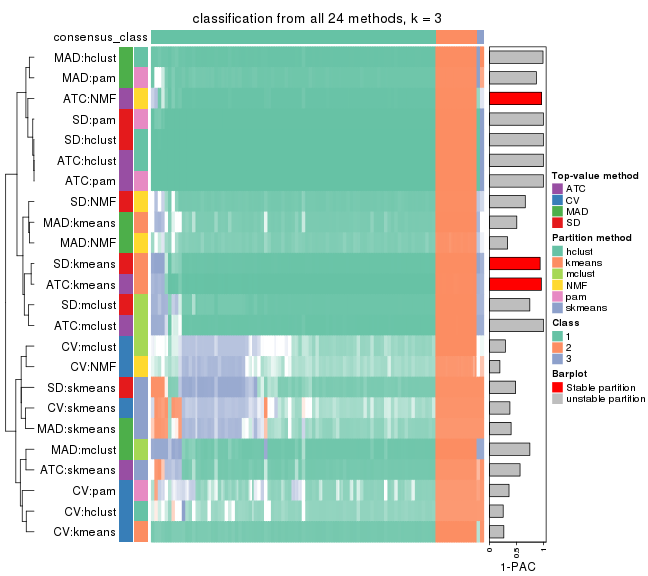 classification from all 24 methods, k = 3
consensus_class
MAD:hclust
MAD:pam
ATC:NMF
SD:pam
SD:hclust
ATC:hclust
ATC:pam
SD:NMF
MAD:kmeans
MAD:NMF
SD:kmeans
ATC:kmeans
SD:mclust
ATC:mclust
CV:mclust
CV:NMF
SD:skmeans
CV:skmeans
MAD:skmeans
MAD:mclust
ATC:skmeans
CV:pam
CV:hclust
CV:kmeans
0 0.5 1
1-PAC
Top-value method
ATC
CV
MAD
SD
Partition method
hclust
kmeans
mclust
NMF
pam
skmeans
Class
1
2
3
Barplot
Stable partition
unstable partition